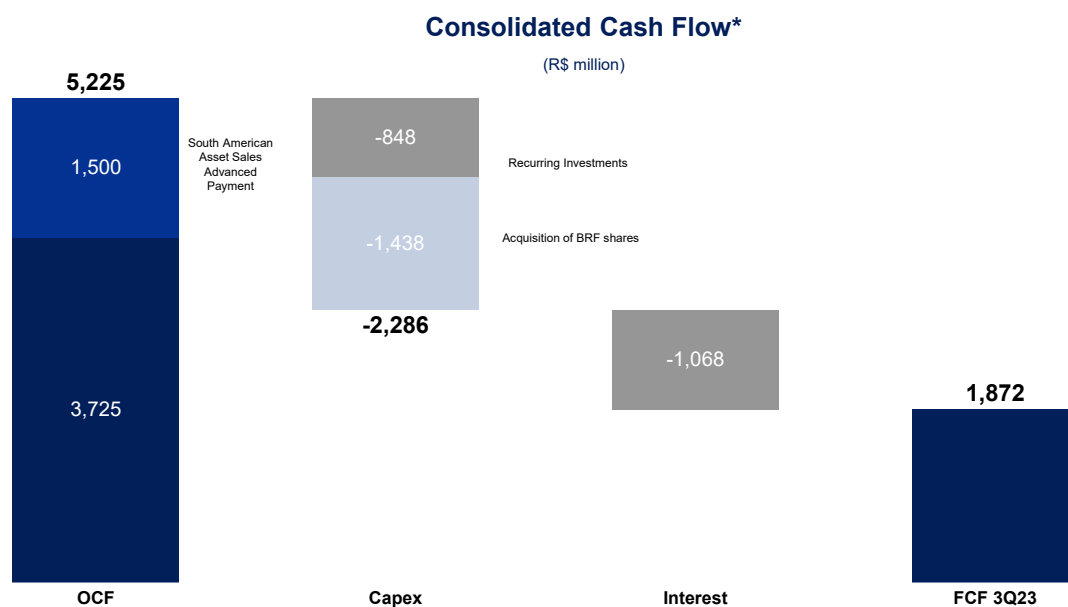 Consolidated Cash Flow*
(R$ million)
5,225
1,500
South American
Asset Sales
Advanced
Payment
3,725
-848
Recurring Investments
-1,438
Acquisition of BRF shares
-2,286
-1,068
1,872
OCF
Capex
Interest
FCF 3Q23